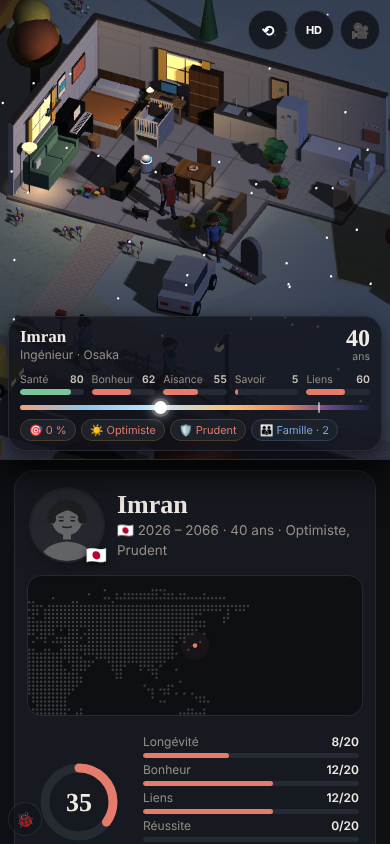 HD
Imran
40
Ingénieur · Osaka
ans
Santé 80 Bonheur 62 Aisance 55 Savoir 5 Liens 60
0 % Optimiste Prudent Famille · 2
Imran
2026 – 2066 · 40 ans · Optimiste,
Prudent
Longévité 8/20
Bonheur 12/20
Liens 12/20
35
Réussite 0/20